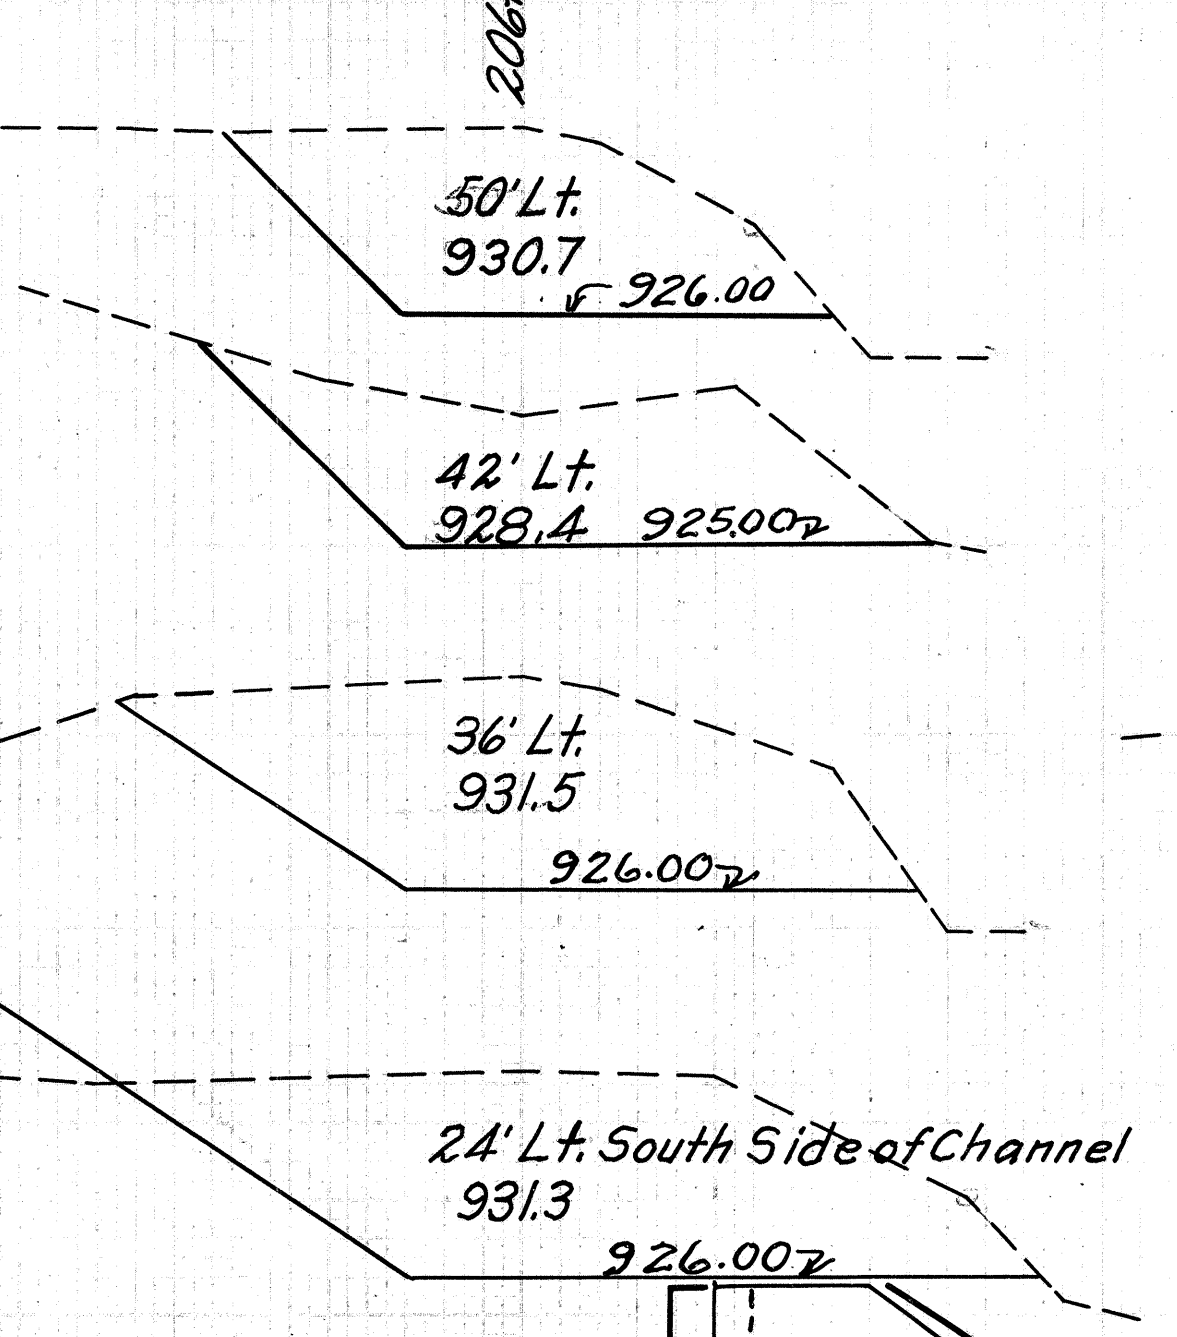 206+
50' Lt.
930.7
926.00
42' Lt.
928.4 925.00
36' Lt.
931.5
926.00
24' Lt. South Side of Channel
931.3
926.00